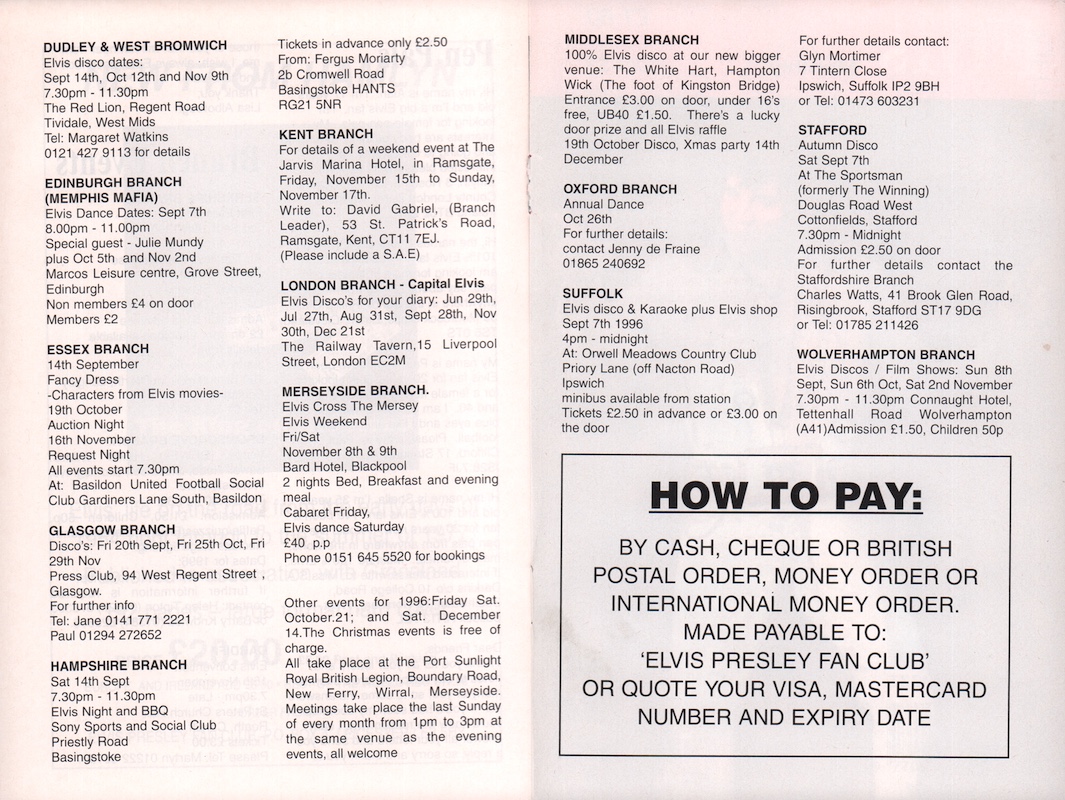 DUDLEY & WEST BROMWICH
Elvis disco dates:
Sept 14th, Oct 12th and Nov 9th
7.30pm - 11.30pm
The Red Lion, Regent Road
Tividale, West Mids
Tel: Margaret Watkins
0121 427 9113 for details
EDINBURGH BRANCH
(MEMPHIS MAFIA)
Elvis Dance Dates: Sept 7th
8.00pm - 11.00pm
Special guest - Julie Mundy
plus Oct 5th and Nov 2nd
Marcos Leisure centre, Grove Street,
Edinburgh
Non members £4 on door
Members £2
ESSEX BRANCH
14th September
Fancy Dress
-Characters from Elvis movies-
19th October
Auction Night
16th November
Request Night
All events start 7.30pm
At: Basildon United Football Social
Club Gardiners Lane South, Basildon
GLASGOW BRANCH
Disco's: Fri 20th Sept, Fri 25th Oct, Fri
29th Nov
Press Club, 94 West Regent Street ,
Glasgow.
For further info
Tel: Jane 0141 771 2221
Paul 01294 272652
HAMPSHIRE BRANCH
Sat 14th Sept
7.30pm - 11.30pm
Elvis Night and BBQ
Sony Sports and Social Club
Priestly Road
Basingstoke
Tickets in advance only £2.50
From: Fergus Moriarty
2b Cromwell Road
Basingstoke HANTS
RG21 5NR
KENT BRANCH
For details of a weekend event at The
Jarvis Marina Hotel, in Ramsgate,
Friday, November 15th to Sunday,
November 17th.
Write to: David Gabriel, (Branch
Leader), 53 St. Patrick's Road,
Ramsgate, Kent, CT11 7EJ.
(Please include a S.A.E)
LONDON BRANCH - Capital Elvis
Elvis Disco's for your diary: Jun 29th,
Jul 27th, Aug 31st, Sept 28th, Nov
30th, Dec 21st
The Railway Tavern,15 Liverpool
Street, London EC2M
MERSEYSIDE BRANCH.
Elvis Cross The Mersey
Elvis Weekend
Fri/Sat
November 8th & 9th
Bard Hotel, Blackpool
2 nights Bed, Breakfast and evening
meal
Cabaret Friday,
Elvis dance Saturday
£40 p.p
Phone 0151 645 5520 for bookings
Other events for 1996:Friday Sat.
October.21; and Sat. December
14.The Christmas events is free of
charge.
All take place at the Port Sunlight
Royal British Legion, Boundary Road,
New Ferry, Wirral, Merseyside.
Meetings take place the last Sunday
of every month from 1pm to 3pm at
the same venue as the evening
events, all welcome
MIDDLESEX BRANCH
100% Elvis disco at our new bigger
venue: The White Hart, Hampton
Wick (The foot of Kingston Bridge)
Entrance £3.00 on door, under 16's
free, UB40 £1.50. There's a lucky
door prize and all Elvis raffle
19th October Disco, Xmas party 14th
December
OXFORD BRANCH
Annual Dance
Oct 26th
For further details:
contact Jenny de Fraine
01865 240692
SUFFOLK
Elvis disco & Karaoke plus Elvis shop
Sept 7th 1996
4pm - midnight
At: Orwell Meadows Country Club
Priory Lane (off Nacton Road)
Ipswich
minibus available from station
Tickets £2.50 in advance or £3.00 on
the door
For further details contact:
Glyn Mortimer
7 Tintern Close
Ipswich, Suffolk IP2 9BH
or Tel: 01473 603231
STAFFORD
Autumn Disco
Sat Sept 7th
At The Sportsman
(formerly The Winning)
Douglas Road West
Cottonfields, Stafford
7.30pm - Midnight
Admission £2.50 on door
For further details contact the
Staffordshire Branch
Charles Watts, 41 Brook Glen Road,
Risingbrook, Stafford ST17 9DG
or Tel: 01785 211426
WOLVERHAMPTON BRANCH
Elvis Discos / Film Shows: Sun 8th
Sept, Sun 6th Oct, Sat 2nd November
7.30pm - 11.30pm Connaught Hotel,
Tettenhall Road Wolverhampton
(A41)Admission £1.50, Children 50p
HOW TO PAY:
BY CASH, CHEQUE OR BRITISH
POSTAL ORDER, MONEY ORDER OR
INTERNATIONAL MONEY ORDER.
MADE PAYABLE TO:
'ELVIS PRESLEY FAN CLUB'
OR QUOTE YOUR VISA, MASTERCARD
NUMBER AND EXPIRY DATE